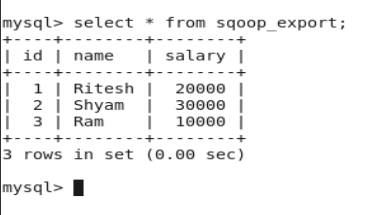 mysql> select * from sqoop_export;
+----+--------+--------+
| id | name   | salary |
+----+--------+--------+
|  1 | Ritesh |  20000 |
|  2 | Shyam  |  30000 |
|  3 | Ram    |  10000 |
+----+--------+--------+
3 rows in set (0.00 sec)
mysql>